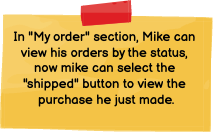 In "My order" section, Mike can
view his orders by the status,
now mike can select the
"shipped" button to view the
purchase he just made.